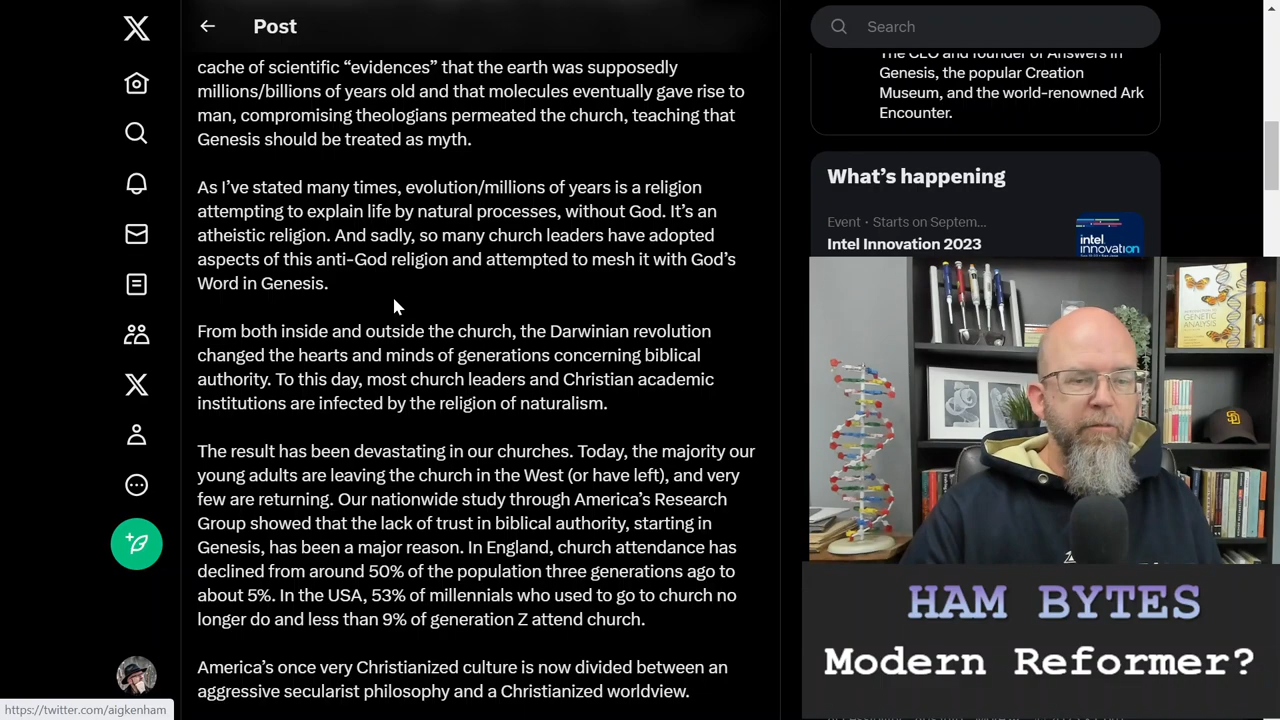 Post
cache of scientific “evidences” that the earth was supposedly
millions/billions of years old and that molecules eventually gave rise to
man, compromising theologians permeated the church, teaching that
Genesis should be treated as myth.
As I’ve stated many times, evolution/millions of years is a religion
attempting to explain life by natural processes, without God. It’s an
atheistic religion. And sadly, so many church leaders have adopted
aspects of this anti-God religion and attempted to mesh it with God’s
Word in Genesis.
From both inside and outside the church, the Darwinian revolution
changed the hearts and minds of generations concerning biblical
authority. To this day, most church leaders and Christian academic
institutions are infected by the religion of naturalism.
The result has been devastating in our churches. Today, the majority our
young adults are leaving the church in the West (or have left), and very
few are returning. Our nationwide study through America’s Research
Group showed that the lack of trust in biblical authority, starting in
Genesis, has been a major reason. In England, church attendance has
declined from around 50% of the population three generations ago to
about 5%. In the USA, 53% of millennials who used to go to church no
longer do and less than 9% of generation Z attend church.
America’s once very Christianized culture is now divided between an
aggressive secularist philosophy and a Christianized worldview.
https://twitter.com/aigkenham
Search
The CEO and founder of Answers in
Genesis, the popular Creation
Museum, and the world-renowned Ark
Encounter.
What’s happening
Event · Starts on Septem...
Intel Innovation 2023
intel
innovation
GENETIC
ANALYSIS
SD
HAM BYTES
Modern Reformer?